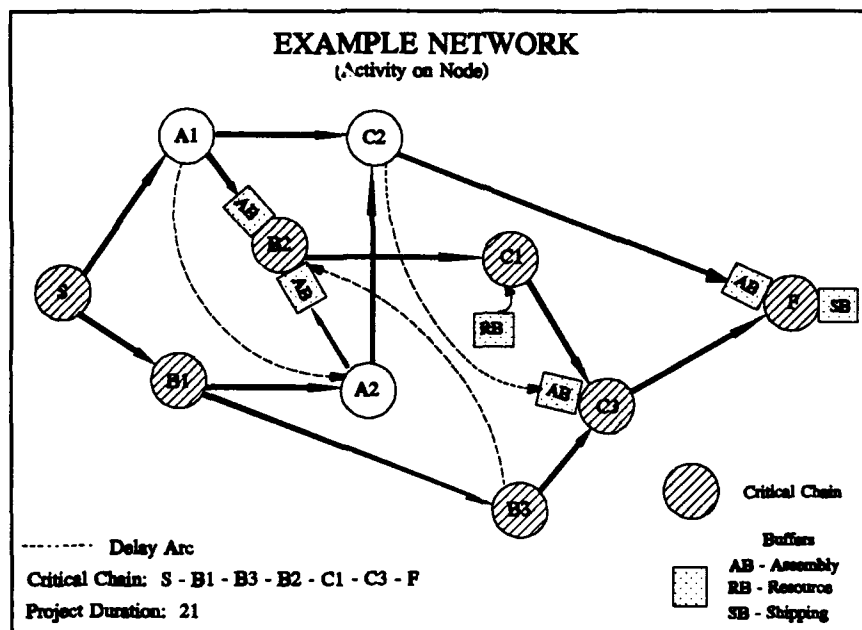 EXAMPLE NETWORK
(Activity on Node)
A1
C2
AB
B2
C1
S
AB
AB
F
SB
RB
B1
A2
AB
C3
B3
Critical Chain
Delay Arc
Buffers
AB - Assembly
Critical Chain: S - B1 - B3 - B2 - C1 - C3 - F
RB - Resource
Project Duration: 21
SB - Shipping